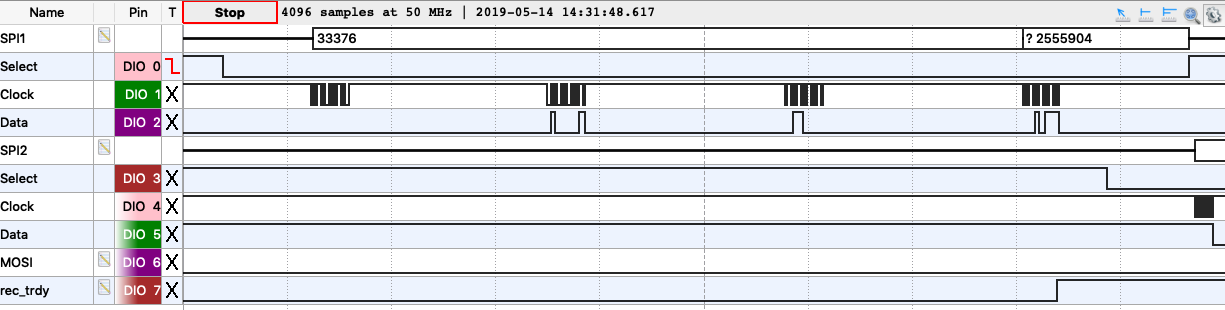 Name Pin T Stop 4096 samples at 50 MHz | 2019-05-14 14:31:48.617
SPI1 33376 ? 2555904
Select DIO 0
Clock DIO 1 X
Data DIO 2 X
SPI2
Select DIO 3 X
Clock DIO 4 X
Data DIO 5 X
MOSI DIO 6 X
rec_trdy DIO 7 X